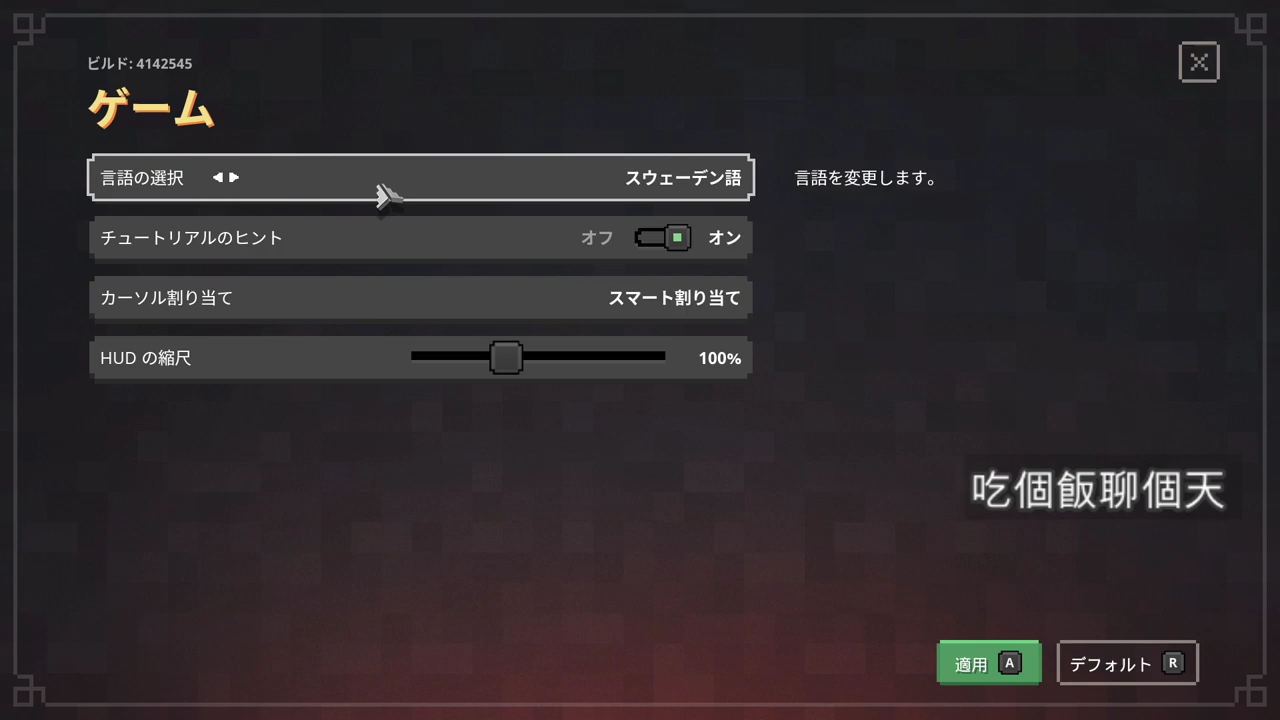 ビルド: 4142545
ゲーム
言語の選択 スウェーデン語
言語を変更します。
チュートリアルのヒント オフ オン
カーソル割り当て スマート割り当て
HUD の縮尺 100%
吃個飯聊個天
適用 A デフォルト R